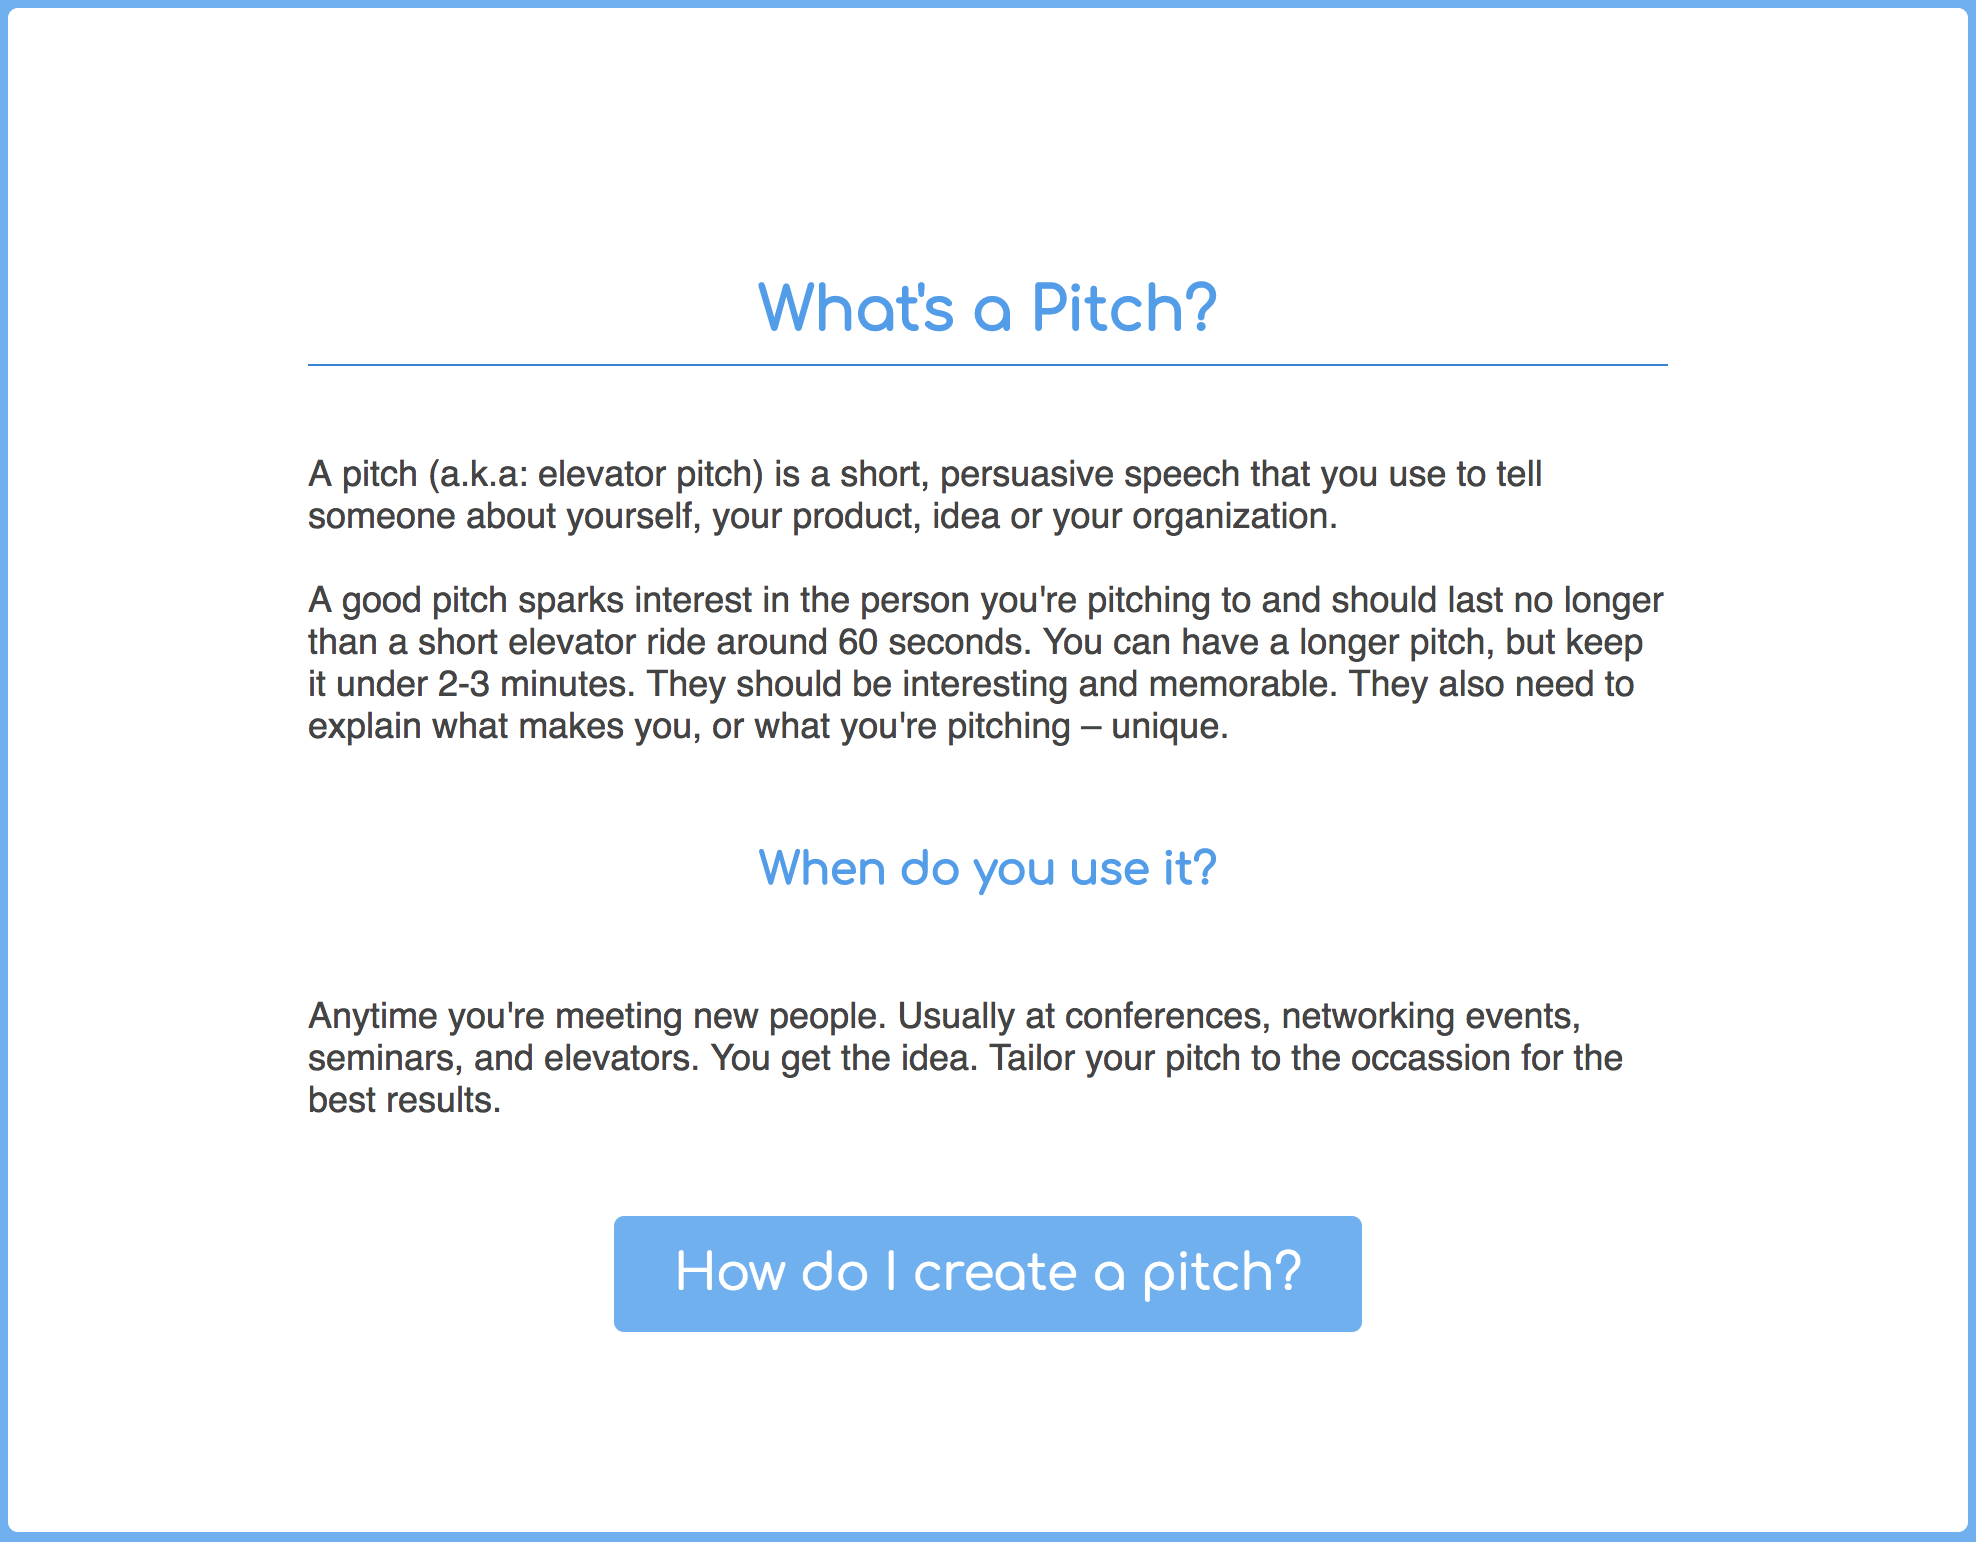 What's a Pitch?
A pitch (a.k.a: elevator pitch) is a short, persuasive speech that you use to tell
someone about yourself, your product, idea or your organization.
A good pitch sparks interest in the person you're pitching to and should last no longer
than a short elevator ride around 60 seconds. You can have a longer pitch, but keep
it under 2-3 minutes. They should be interesting and memorable. They also need to
explain what makes you, or what you're pitching – unique.
When do you use it?
Anytime you're meeting new people. Usually at conferences, networking events,
seminars, and elevators. You get the idea. Tailor your pitch to the occassion for the
best results.
How do I create a pitch?